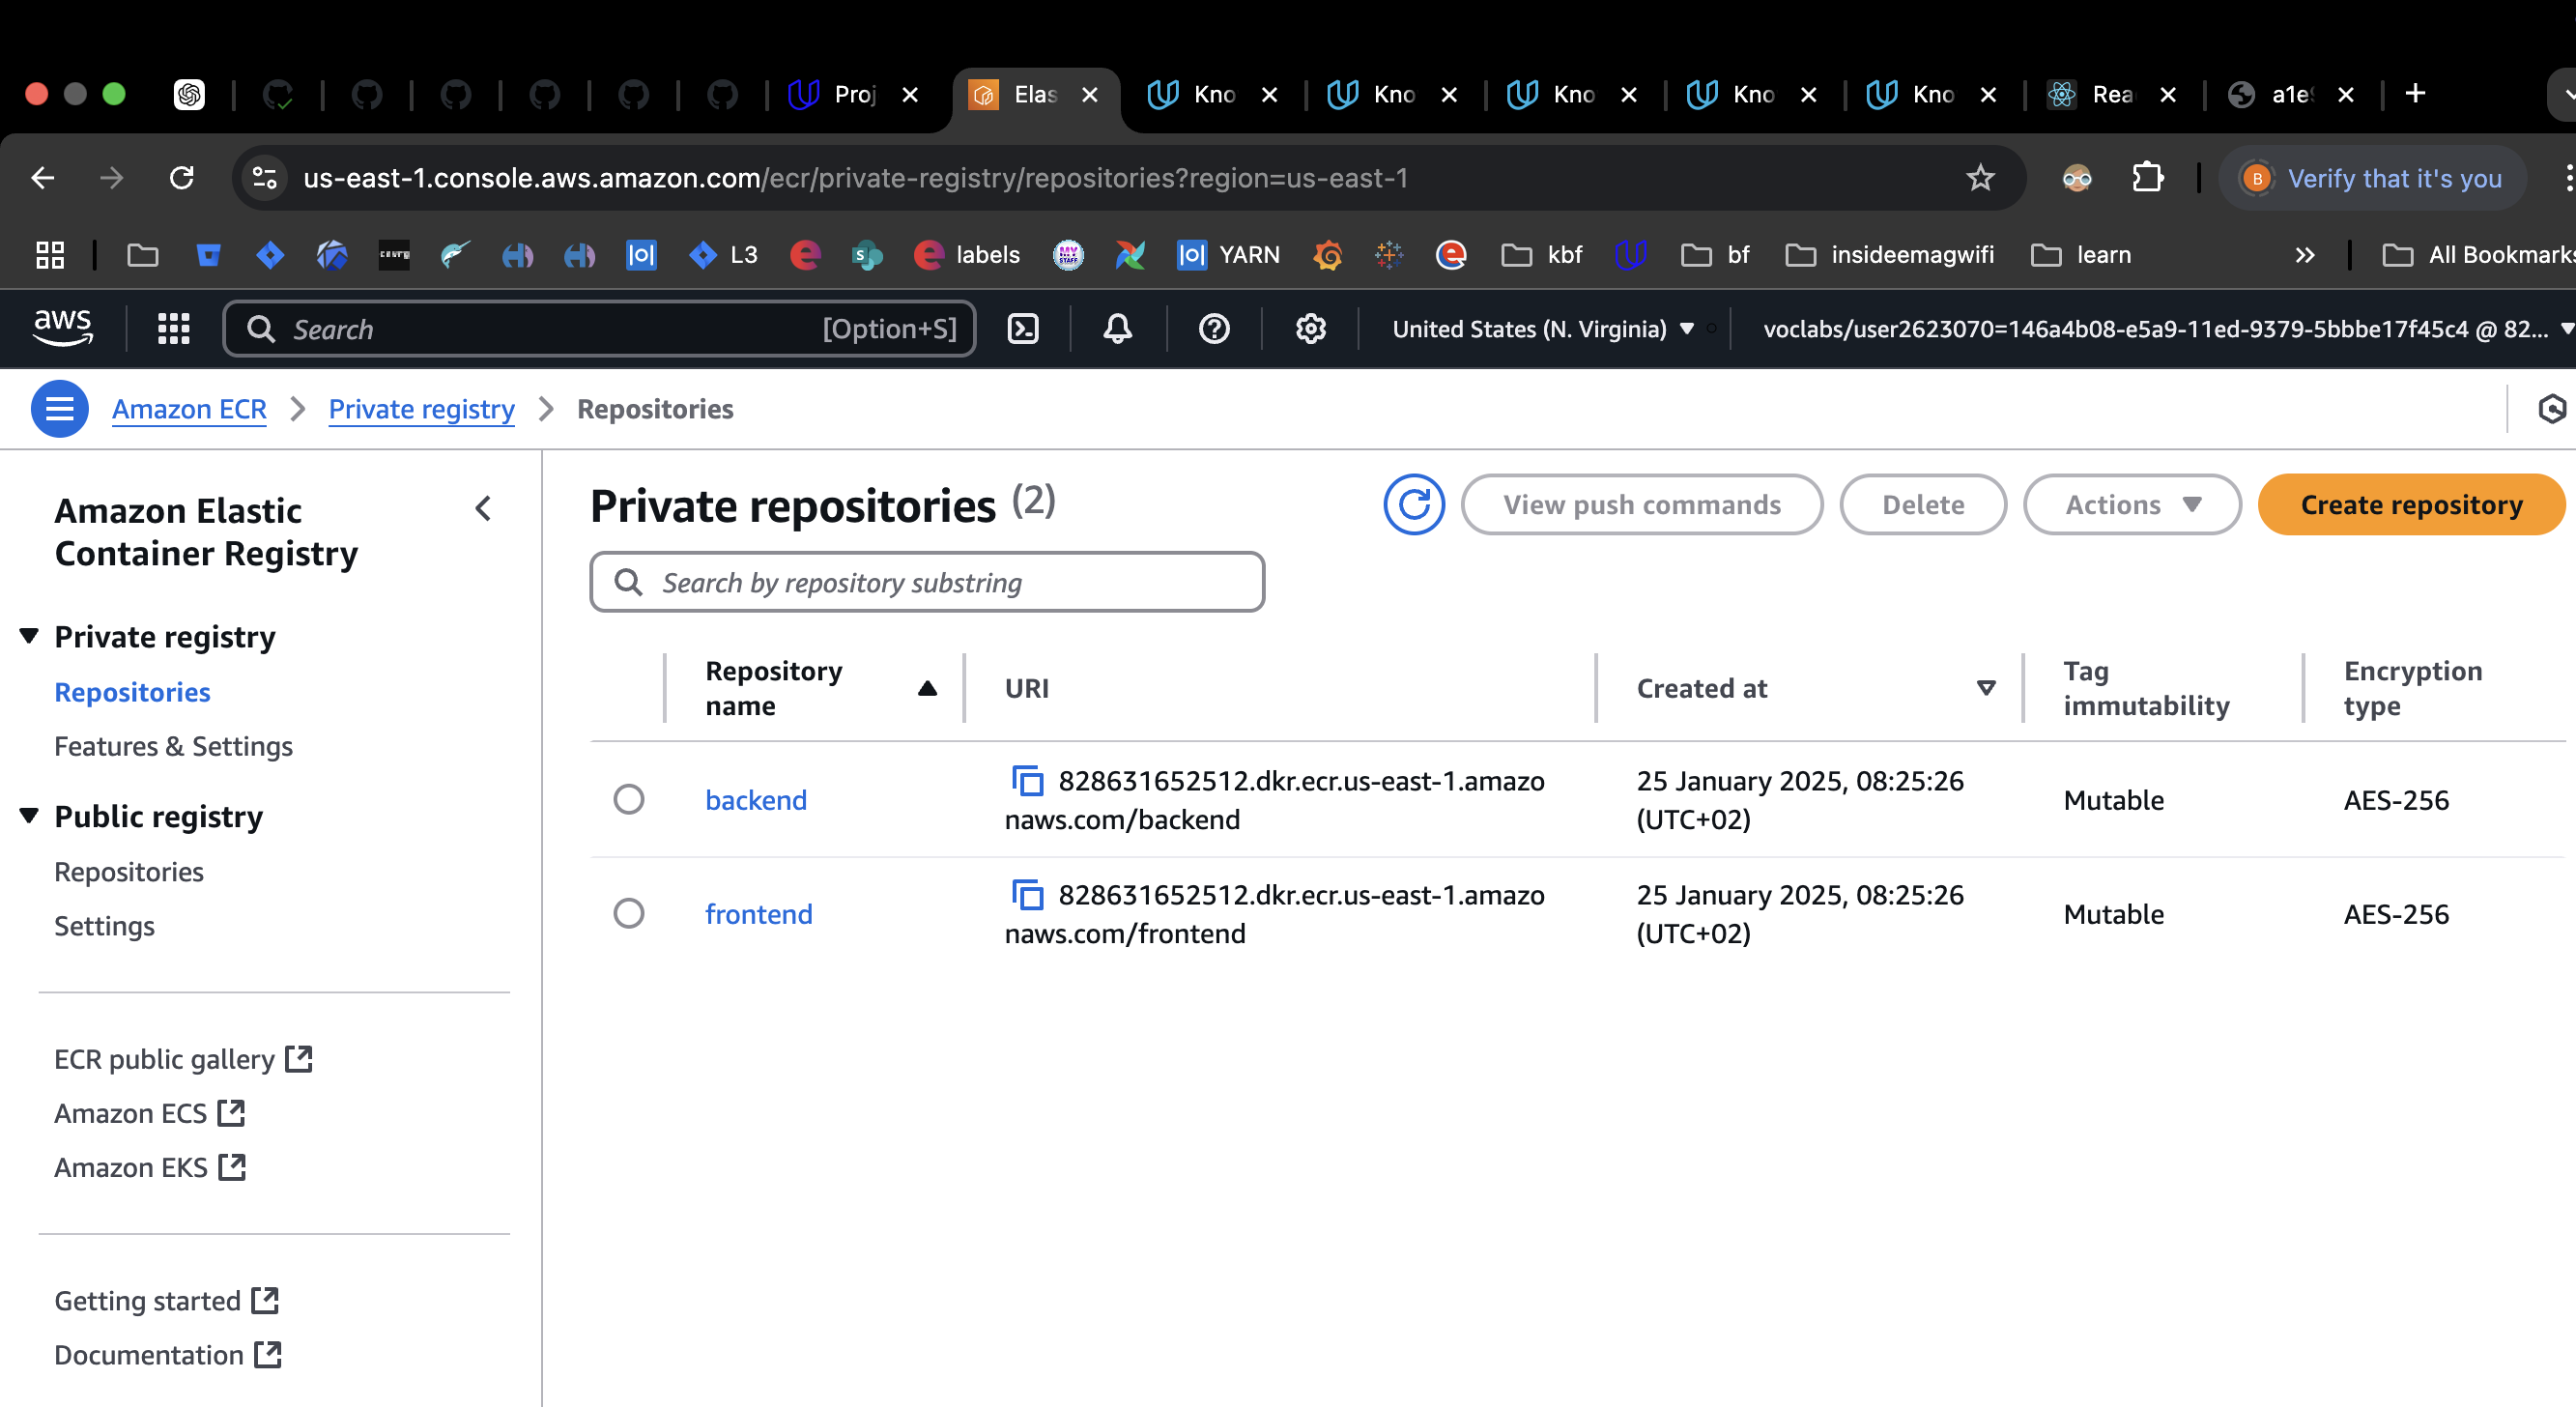 Proj
Elas
Kno
Kno
Kno
Kno
Kno
Rea
a1e
us-east-1.console.aws.amazon.com/ecr/private-registry/repositories?region=us-east-1
B
Verify that it's you
L3
labels
YARN
kbf
bf
insideemagwifi
learn
All Bookmarks
aws
Search
[Option+S]
United States (N. Virginia)
voclabs/user2623070=146a4b08-e5a9-11ed-9379-5bbbe17f45c4 @ 82...
Amazon ECR
Private registry
Repositories
Amazon Elastic
Container Registry
Private registry
Repositories
Features & Settings
Public registry
Repositories
Settings
ECR public gallery
Amazon ECS
Amazon EKS
Getting started
Documentation
Private repositories (2)
View push commands
Delete
Actions
Create repository
Search by repository substring
Repository
name
URI
Created at
Tag
immutability
Encryption
type
backend
828631652512.dkr.ecr.us-east-1.amazo
naws.com/backend
25 January 2025, 08:25:26
(UTC+02)
Mutable
AES-256
frontend
828631652512.dkr.ecr.us-east-1.amazo
naws.com/frontend
25 January 2025, 08:25:26
(UTC+02)
Mutable
AES-256